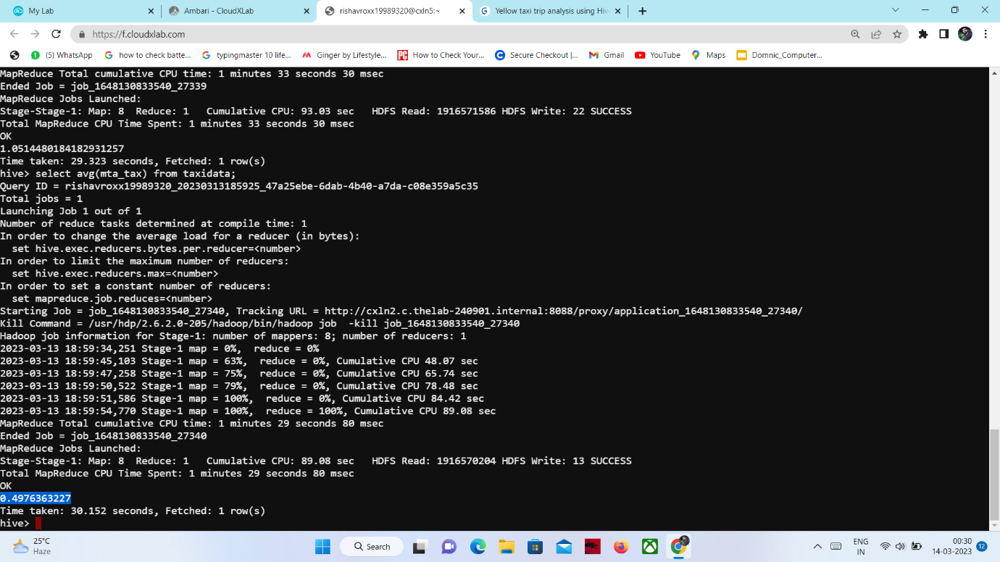 My Lab
Ambari - CloudXLab
rishavroxx19989320@cxln5:~
Yellow taxi trip analysis using Hiv
https://f.cloudxlab.com
(5) WhatsApp
how to check batte...
typingmaster 10 life...
Ginger by Lifestyle...
How to Check Your...
Secure Checkout |...
Gmail
YouTube
Maps
Domnic_Computer...
MapReduce Total cumulative CPU time: 1 minutes 33 seconds 30 msec
Ended Job = job_1648130833540_27339
MapReduce Jobs Launched:
Stage-Stage-1: Map: 8  Reduce: 1   Cumulative CPU: 93.03 sec   HDFS Read: 1916571586 HDFS Write: 22 SUCCESS
Total MapReduce CPU Time Spent: 1 minutes 33 seconds 30 msec
OK
1.0514480184182931257
Time taken: 29.323 seconds, Fetched: 1 row(s)
hive> select avg(mta_tax) from taxidata;
Query ID = rishavroxx19989320_20230313185925_47a25ebe-6dab-4b40-a7da-c08e359a5c35
Total jobs = 1
Launching Job 1 out of 1
Number of reduce tasks determined at compile time: 1
In order to change the average load for a reducer (in bytes):
  set hive.exec.reducers.bytes.per.reducer=<number>
In order to limit the maximum number of reducers:
  set hive.exec.reducers.max=<number>
In order to set a constant number of reducers:
  set mapreduce.job.reduces=<number>
Starting Job = job_1648130833540_27340, Tracking URL = http://cxln2.c.thelab-240901.internal:8088/proxy/application_1648130833540_27340/
Kill Command = /usr/hdp/2.6.2.0-205/hadoop/bin/hadoop job  -kill job_1648130833540_27340
Hadoop job information for Stage-1: number of mappers: 8; number of reducers: 1
2023-03-13 18:59:34,251 Stage-1 map = 0%,  reduce = 0%
2023-03-13 18:59:45,103 Stage-1 map = 63%,  reduce = 0%, Cumulative CPU 48.07 sec
2023-03-13 18:59:47,258 Stage-1 map = 75%,  reduce = 0%, Cumulative CPU 65.74 sec
2023-03-13 18:59:50,522 Stage-1 map = 79%,  reduce = 0%, Cumulative CPU 78.48 sec
2023-03-13 18:59:51,586 Stage-1 map = 100%,  reduce = 0%, Cumulative CPU 84.42 sec
2023-03-13 18:59:54,770 Stage-1 map = 100%,  reduce = 100%, Cumulative CPU 89.08 sec
MapReduce Total cumulative CPU time: 1 minutes 29 seconds 80 msec
Ended Job = job_1648130833540_27340
MapReduce Jobs Launched:
Stage-Stage-1: Map: 8  Reduce: 1   Cumulative CPU: 89.08 sec   HDFS Read: 1916570204 HDFS Write: 13 SUCCESS
Total MapReduce CPU Time Spent: 1 minutes 29 seconds 80 msec
OK
0.4976363227
Time taken: 30.152 seconds, Fetched: 1 row(s)
hive>
25°C
Haze
Search
ENG
IN
00:30
14-03-2023
12